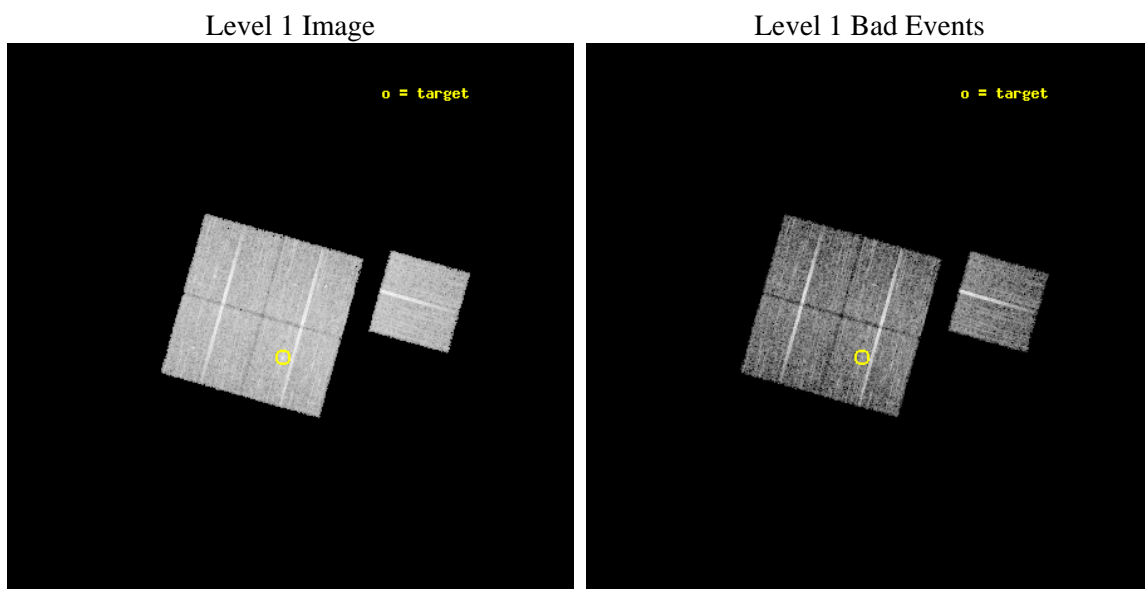 Level 1 Image
Level 1 Bad Events
o = target
o = target